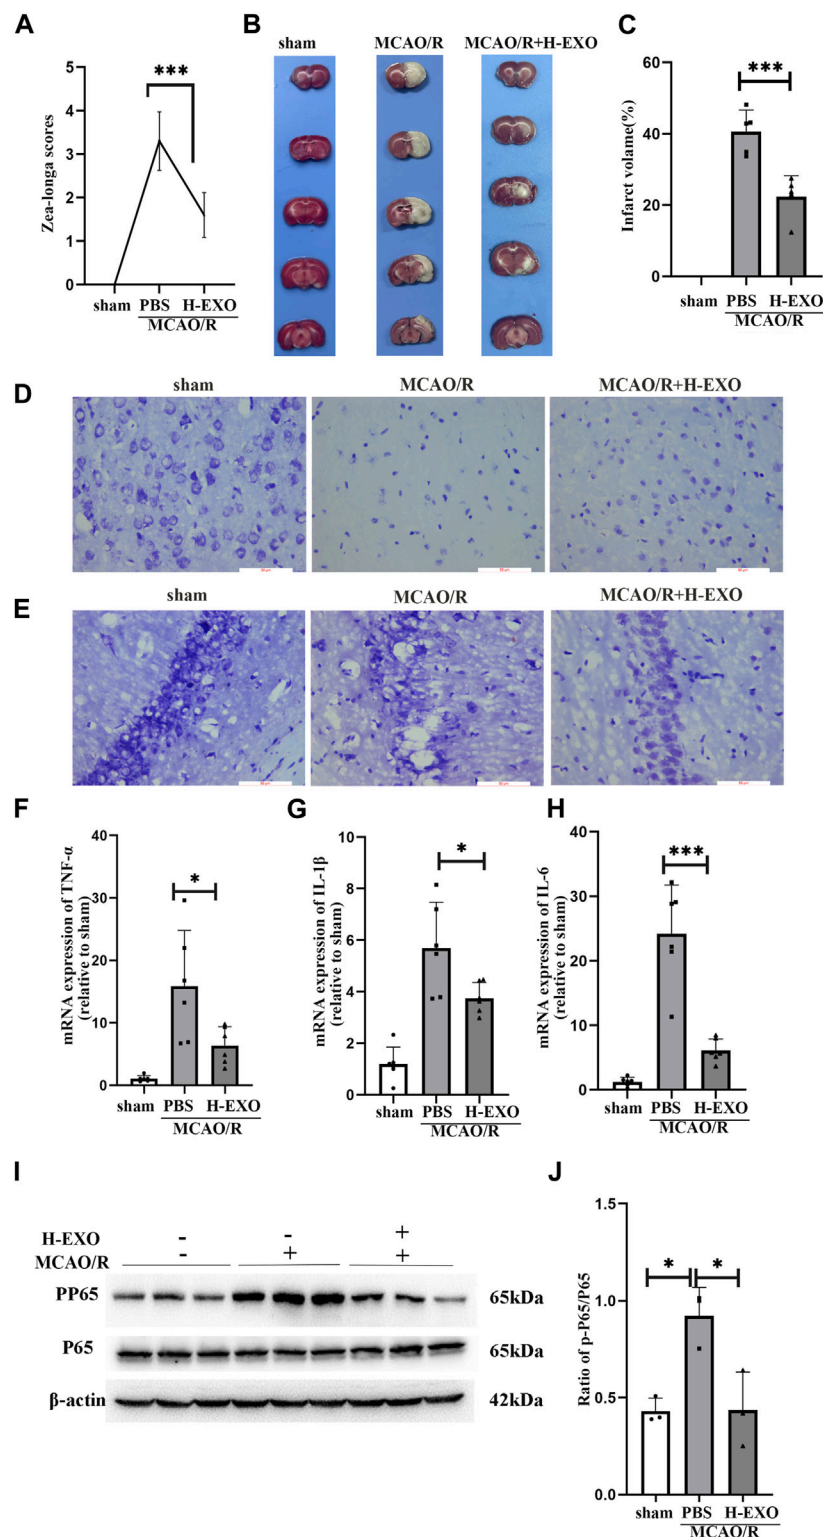 A
***
Zea-longa scores
5
4
3
2
1
0
sham PBS H-EXO
MCAO/R
B
sham MCAO/R MCAO/R+H-EXO
C
***
Infarct volume(%)
60
40
20
0
sham PBS H-EXO
MCAO/R
D
sham MCAO/R MCAO/R+H-EXO
E
sham MCAO/R MCAO/R+H-EXO
F
*
mRNA expression of TNF-α
(relative to sham)
40
30
20
10
0
sham PBS H-EXO
MCAO/R
G
*
mRNA expression of IL-1β
(relative to sham)
10
8
6
4
2
0
sham PBS H-EXO
MCAO/R
H
***
mRNA expression of IL-6
(relative to sham)
40
30
20
10
0
sham PBS H-EXO
MCAO/R
I
H-EXO - - +
MCAO/R - + +
PP65 65kDa
P65 65kDa
β-actin 42kDa
J
* *
Ratio of p-P65/P65
1.5
1.0
0.5
0.0
sham PBS H-EXO
MCAO/R